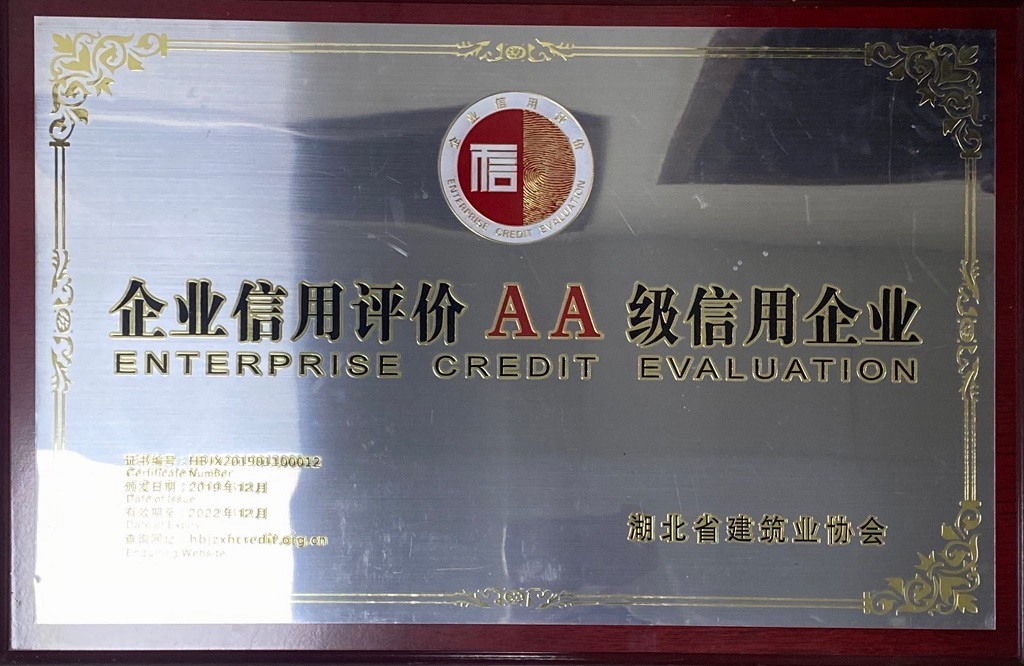 企业信用评价
信
ENTERPRISE CREDIT EVALUATION
企业信用评价 AA 级信用企业
ENTERPRISE CREDIT EVALUATION
证书编号：HBJX201901100012
Certificate Number
颁发日期：2019年12月
Date of Issue
有效期至：2022年12月
Date of Expiry
查询网址：hbjzxhcredit.org.cn
Enquiring Website
湖北省建筑业协会